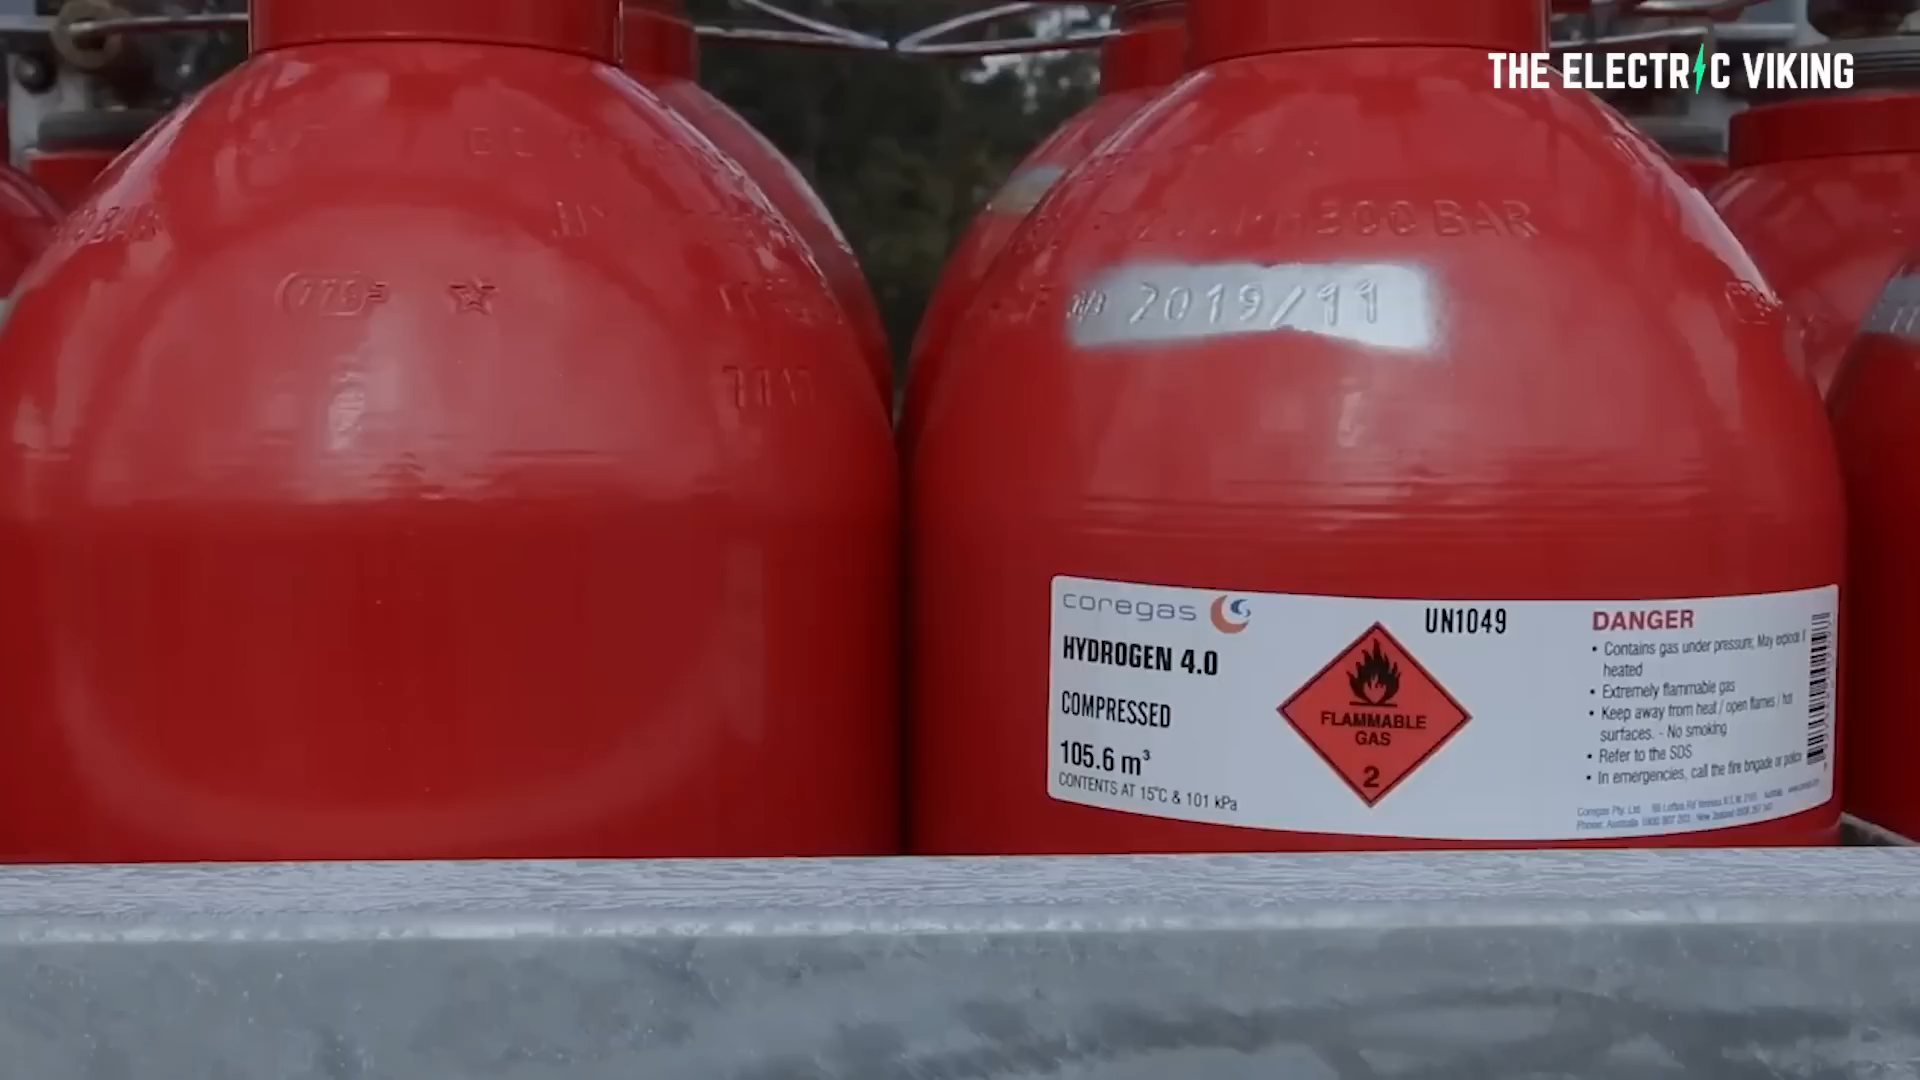 THE ELECTRIC VIKING
300 BAR
2019/11
coregas
HYDROGEN 4.0
COMPRESSED
105.6 m³
CONTENTS AT 15°C & 101 kPa
FLAMMABLE
GAS
2
UN1049
DANGER
• Contains gas under pressure; May explode if
heated
• Extremely flammable gas
• Keep away from heat / open flames / hot
surfaces. - No smoking
• Refer to the SDS
• In emergencies, call the fire brigade or police
Coregas Pty. Ltd.